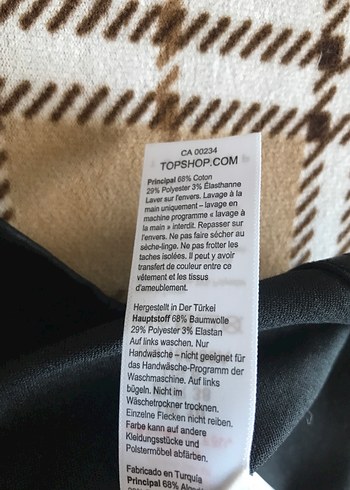 CA 00234
TOPSHOP.COM
Principal 68% Coton
29% Polyester 3% Élasthanne
Laver sur l'envers. Lavage à la
main uniquement – lavage en
machine programme « lavage à
la main » interdit. Repasser sur
l'envers. Ne pas faire sécher au
sèche-linge. Ne pas frotter les
taches isolées. Il peut y avoir
transfert de couleur entre ce
vêtement et les tissus
d'ameublement.
Hergestellt in Der Türkei
Hauptstoff 68% Baumwolle
29% Polyester 3% Elastan
Auf links waschen. Nur
Handwäsche – nicht geeignet für
das Handwäsche-Programm der
Waschmaschine. Auf links
bügeln. Nicht im
Wäschetrockner trocknen.
Einzelne Flecken nicht reiben.
Farbe kann auf andere
Kleidungsstücke und
Polstermöbel abfärben.
Fabricado en Turquía
Principal 68%